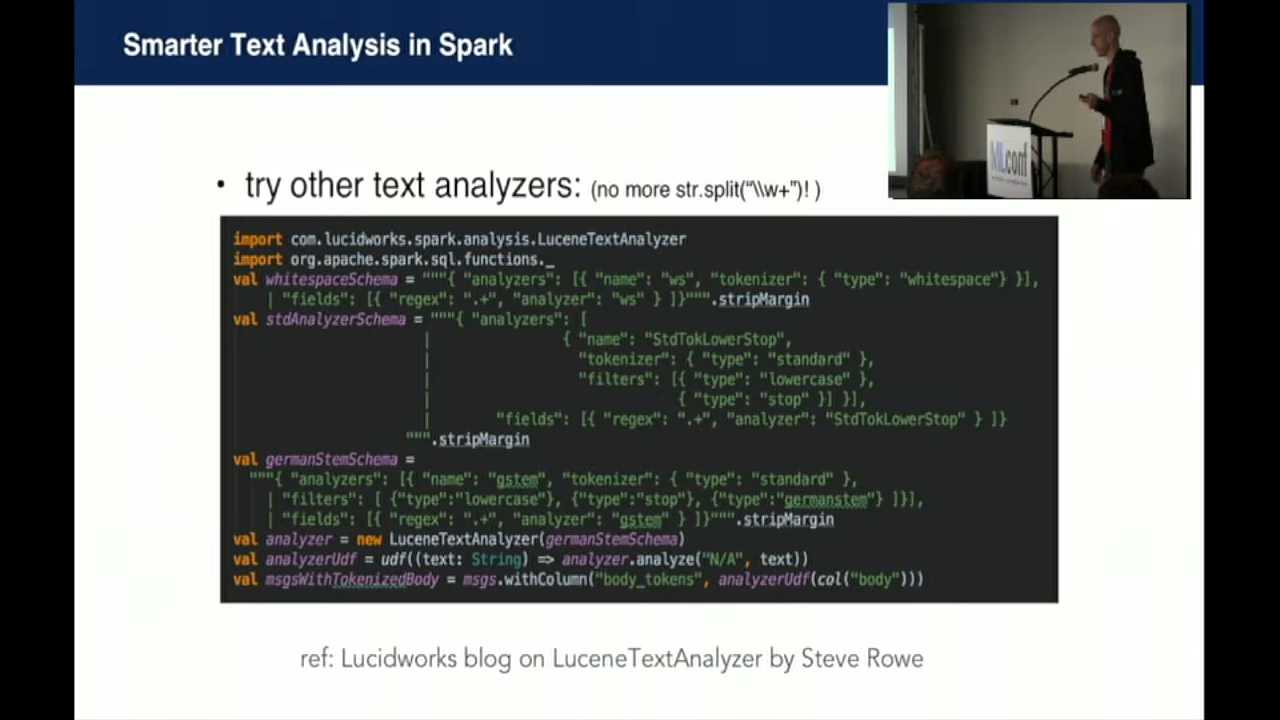 Smarter Text Analysis in Spark
MLconf
• try other text analyzers: (no more str.split("\\w+")! )
import com.lucidworks.spark.analysis.LuceneTextAnalyzer
import org.apache.spark.sql.functions._
val whitespaceSchema = """{ "analyzers": [{ "name": "ws", "tokenizer": { "type": "whitespace"} }],
| "fields": [{ "regex": ".+", "analyzer": "ws" } ]}""".stripMargin
val stdAnalyzerSchema = """{ "analyzers": [
| { "name": "StdTokLowerStop",
| "tokenizer": { "type": "standard" },
| "filters": [{ "type": "lowercase" },
| { "type": "stop" }] }],
| "fields": [{ "regex": ".+", "analyzer": "StdTokLowerStop" } ]}
""".stripMargin
val germanStemSchema =
"""{ "analyzers": [{ "name": "gstem", "tokenizer": { "type": "standard" },
| "filters": [ {"type":"lowercase"}, {"type":"stop"}, {"type":"germanstem"} ]}],
| "fields": [{ "regex": ".+", "analyzer": "gstem" } ]}""".stripMargin
val analyzer = new LuceneTextAnalyzer(germanStemSchema)
val analyzerUdf = udf((text: String) => analyzer.analyze("N/A", text))
val msgsWithTokenizedBody = msgs.withColumn("body_tokens", analyzerUdf(col("body")))
ref: Lucidworks blog on LuceneTextAnalyzer by Steve Rowe